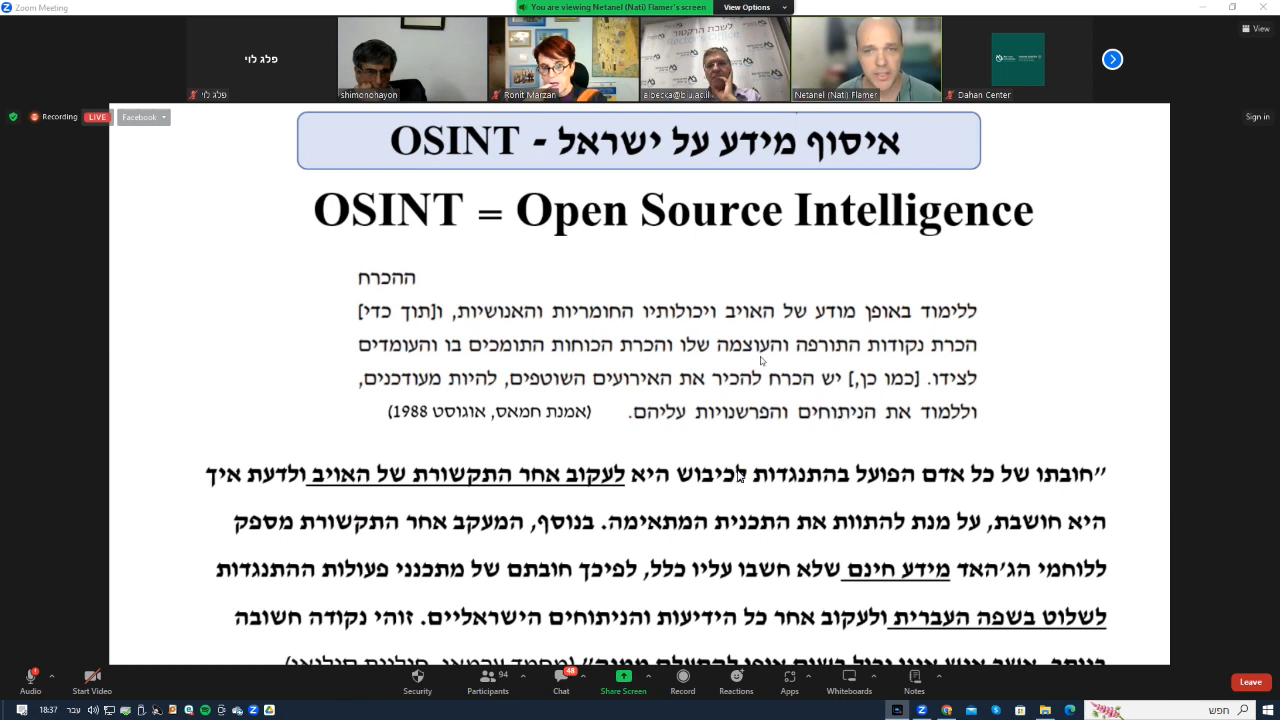 Zoom Meeting
You are viewing Netanel (Nati) Flamer's screen
View Options
View
פלג לוי
לשכת הרקטור
Rector's Office
פלג לוי
shimonohayon
Ronit Marzan
Netanel (Nati) Flamer
Dahan Center
Recording
LIVE
Facebook
Sign in
איסוף מידע על ישראל - OSINT
OSINT = Open Source Intelligence
ההכרח
ללימוד באופן מודע של האויב ויכולותיו החומריות והאנושיות, ו[תוך כדי]
הכרת נקודות התורפה והעוצמה שלו והכרת הכוחות התומכים בו והעומדים
לצידו. [כמו כן,] יש הכרח להכיר את האירועים השוטפים, להיות מעודכנים,
וללמוד את הניתוחים והפרשנויות עליהם. (אמנת חמאס, אוגוסט 1988)
"חובתו של כל אדם הפועל בהתנגדות לכיבוש היא לעקוב אחר התקשורת של האויב ולדעת איך
היא חושבת, על מנת להתוות את התכנית המתאימה. בנוסף, המעקב אחר התקשורת מספק
ללוחמי הג'האד מידע חינם שלא חשבו עליו כלל, לפיכך חובתם של מתכנני פעולות ההתנגדות
לשלוט בשפה העברית ולעקוב אחר כל הידיעות והניתוחים הישראליים. זוהי נקודה חשובה
Audio
Start Video
Security
94
Participants
48
Chat
Share Screen
Record
Reactions
Apps
Whiteboards
Notes
Leave
18:37
עבר
חפש